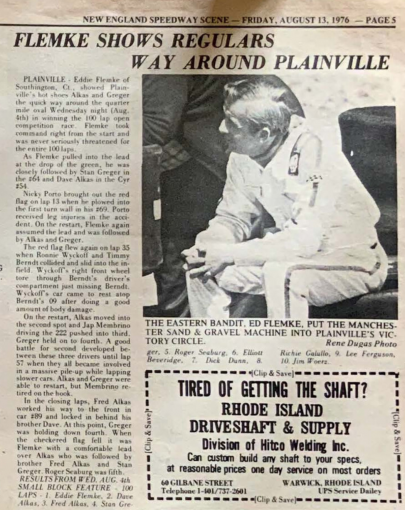 NEW ENGLAND SPEEDWAY SCENE — FRIDAY, AUGUST 13, 1976 — PAGE 5
FLEMKE SHOWS REGULARS
WAY AROUND PLAINVILLE
PLAINVILLE - Eddie Flemke of
Southington, Ct., showed Plain-
ville's hot shoes Alkas and Greger
the quick way around the quarter
mile oval Wednesday night (Aug.
4th) in winning the 100 lap open
competition race. Flemke took
command right from the start and
was never seriously threatened for
the entire 100 laps.
As Flemke pulled into the lead
at the drop of the green, he was
closely followed by Stan Greger in
the #64 and Dave Alkas in the Cyr
#54.
Nicky Porto brought out the red
flag on lap 13 when he plowed into
the first turn wall in his #69. Porto
received leg injuries in the acci-
dent. On the restart, Flemke again
assumed the lead and was followed
by Alkas and Greger.
The red flag flew again on lap 35
when Ronnie Wyckoff and Timmy
Berndt collided and slid into the in-
field. Wyckoff's right front wheel
tore through Berndt's driver's
compartment just missing Berndt.
Wyckoff's car came to rest atop
Berndt's 09 after doing a good
amount of body damage.
On the restart, Alkas moved into
the second spot and Jap Membrino
driving the 222 pushed into third.
Greger held on to fourth. A good
battle for second developed be-
tween these three drivers until lap
57 when they all became involved
in a massive pile-up while lapping
slower cars. Alkas and Greger were
able to restart, but Membrino re-
tired on the hook.
In the closing laps, Fred Alkas
worked his way to the front in
car #89 and locked in behind his
brother Dave. At this point, Greger
was holding down fourth. When
the checkered flag fell it was
Flemke with a comfortable lead
over Alkas who was followed by
brother Fred Alkas and Stan
Greger. Roger Seaburg was fifth.
RESULTS FROM WED. AUG. 4th
SMALL BLOCK FEATURE - 100
LAPS - 1. Eddie Flemke, 2. Dave
Alkas, 3. Fred Alkas, 4. Stan Gre-
THE EASTERN BANDIT, ED FLEMKE, PUT THE MANCHES-
TER SAND & GRAVEL MACHINE INTO PLAINVILLE'S VIC-
TORY CIRCLE.
Rene Dugas Photo
ger, 5. Roger Seaburg, 6. Elliott
Beveridge, 7. Dick Dunn, 8.
Richie Galullo, 9. Lee Ferguson,
10. Jim Woerz.
(Clip & Save)
TIRED OF GETTING THE SHAFT?
RHODE ISLAND
DRIVESHAFT & SUPPLY
Division of Hitco Welding Inc.
Can custom build any shaft to your specs,
at reasonable prices one day service on most orders
60 GILBANE STREET
WARWICK, RHODE ISLAND
Telephone 1-401/737-2601
UPS Service Dailey
(Clip & Save)
(Clip & Save)
(Clip & Save)